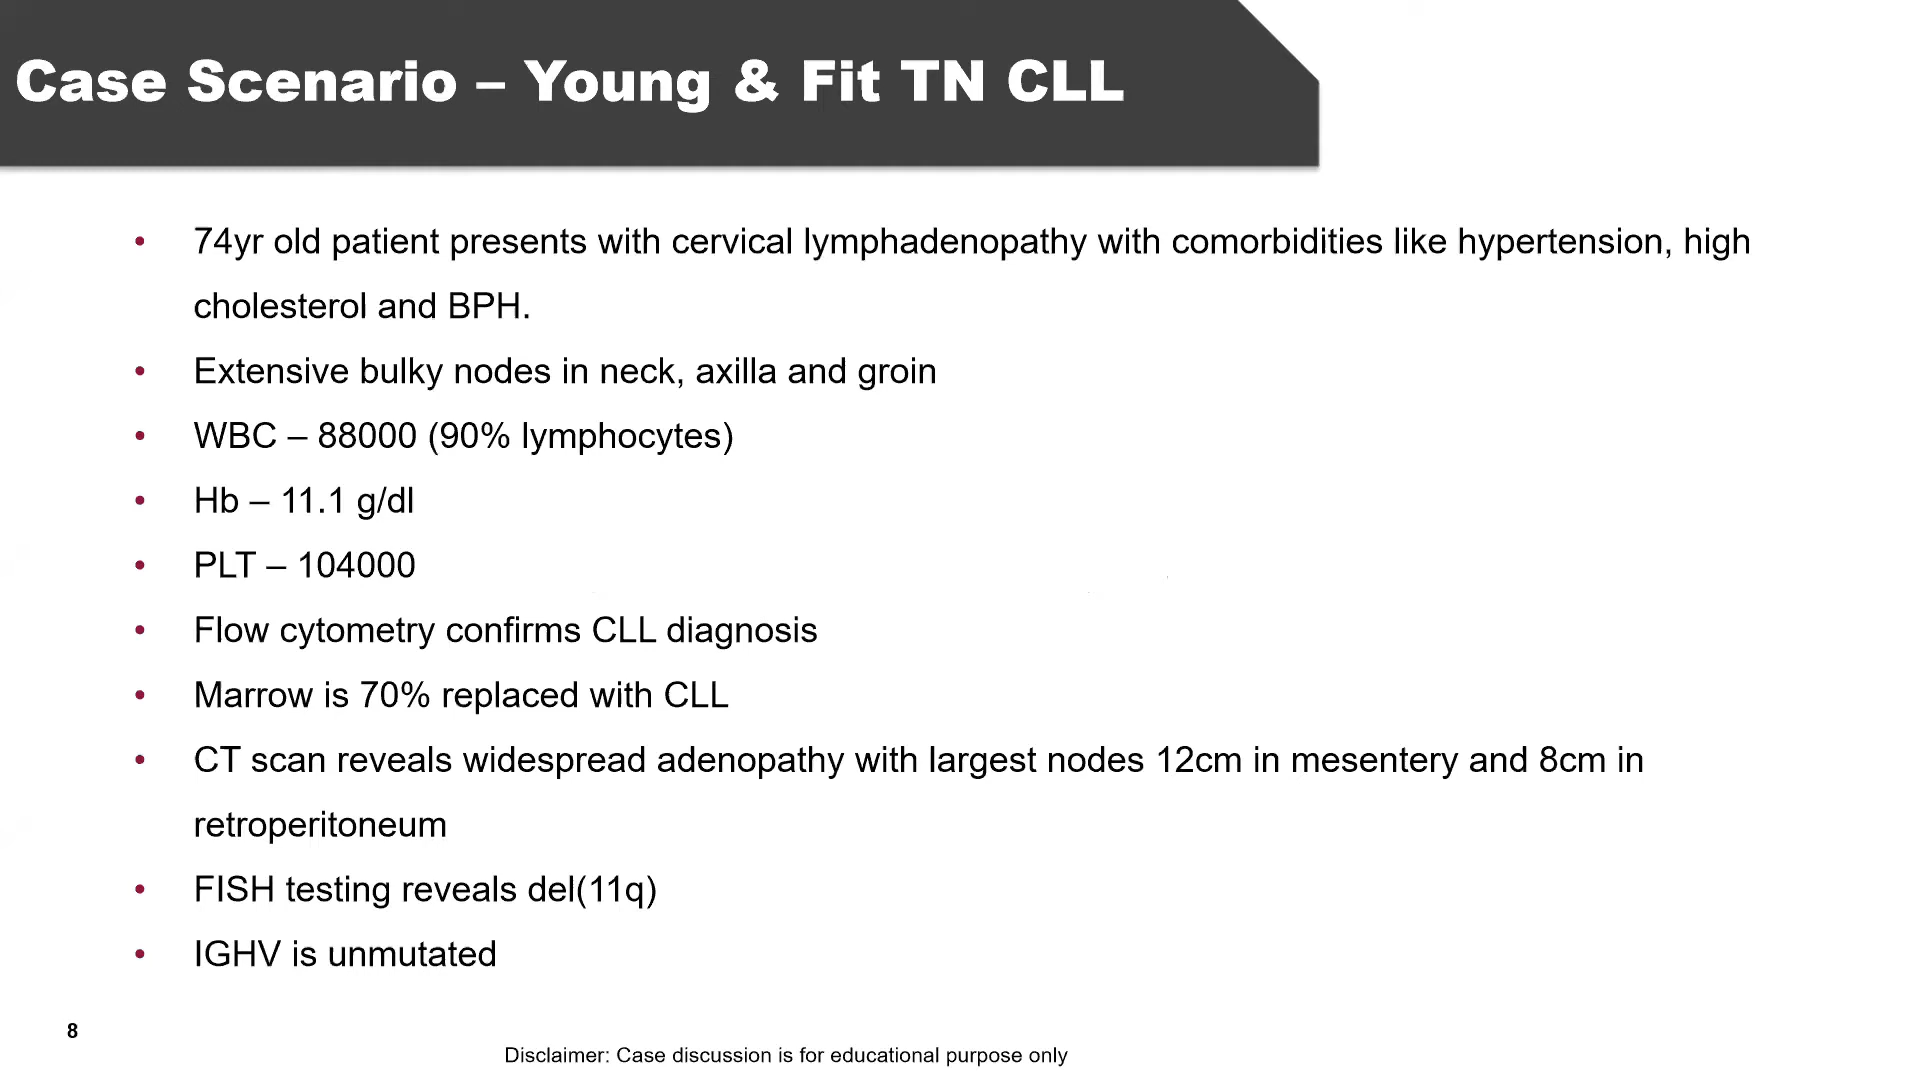 Case Scenario – Young & Fit TN CLL
• 74yr old patient presents with cervical lymphadenopathy with comorbidities like hypertension, high
cholesterol and BPH.
• Extensive bulky nodes in neck, axilla and groin
• WBC – 88000 (90% lymphocytes)
• Hb – 11.1 g/dl
• PLT – 104000
• Flow cytometry confirms CLL diagnosis
• Marrow is 70% replaced with CLL
• CT scan reveals widespread adenopathy with largest nodes 12cm in mesentery and 8cm in
retroperitoneum
• FISH testing reveals del(11q)
• IGHV is unmutated
8
Disclaimer: Case discussion is for educational purpose only